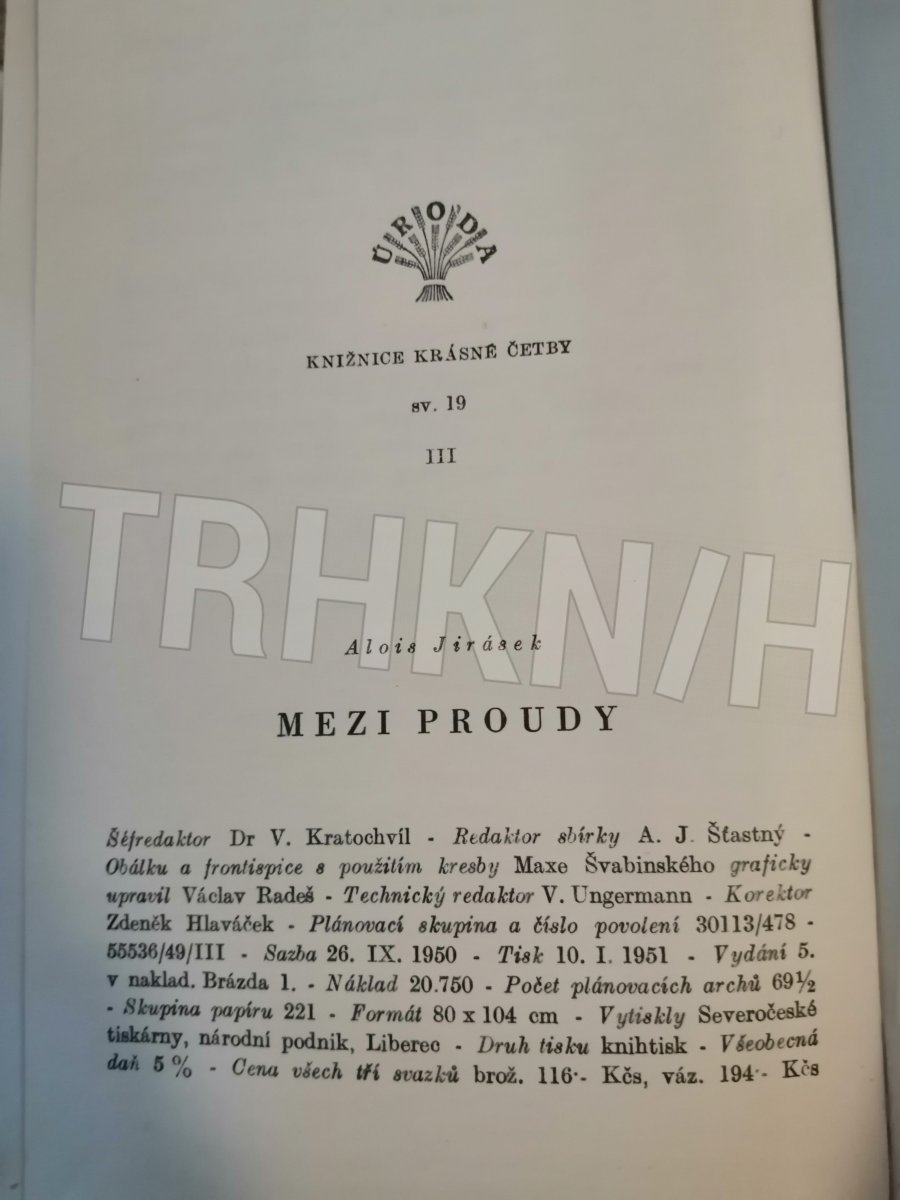 ÚRODA
KNIŽNICE KRÁSNÉ ČETBY
sv. 19
III
TRHKN/H
Alois Jirásek
MEZI PROUDY
Šéfredaktor Dr V. Kratochvíl - Redaktor sbírky A. J. Šťastný -
Obálku a frontispice s použitím kresby Maxe Švabinského graficky
upravil Václav Radeš - Technický redaktor V. Ungermann - Korektor
Zdeněk Hlaváček - Plánovací skupina a číslo povolení 30113/478 -
55536/49/III - Sazba 26. IX. 1950 - Tisk 10. I. 1951 - Vydání 5.
v naklad. Brázda 1. - Náklad 20.750 - Počet plánovacích archů 69½
- Skupina papíru 221 - Formát 80 x 104 cm - Vytiskly Severočeské
tiskárny, národní podnik, Liberec - Druh tisku knihtisk - Všeobecná
daň 5 % - Cena všech tří svazků brož. 116·- Kčs, váz. 194·- Kčs